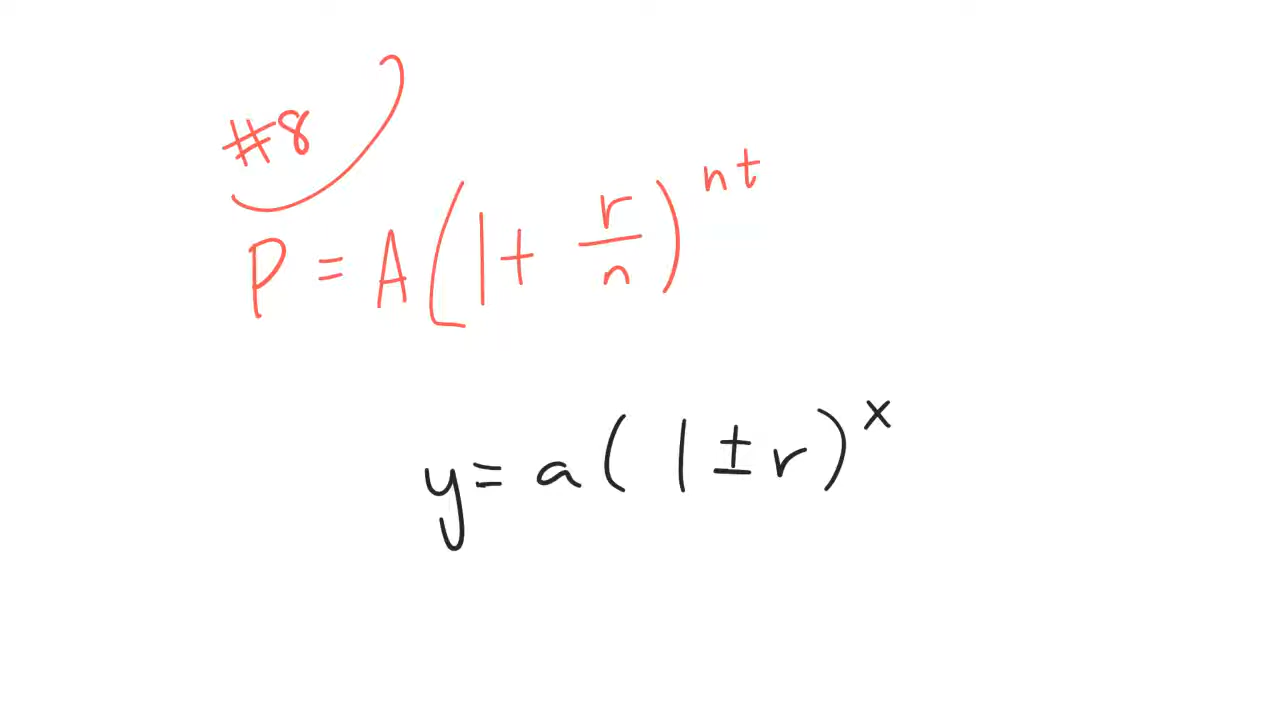 #8
P = A(1 + r/n)^nt
y = a(1 ± r)^x